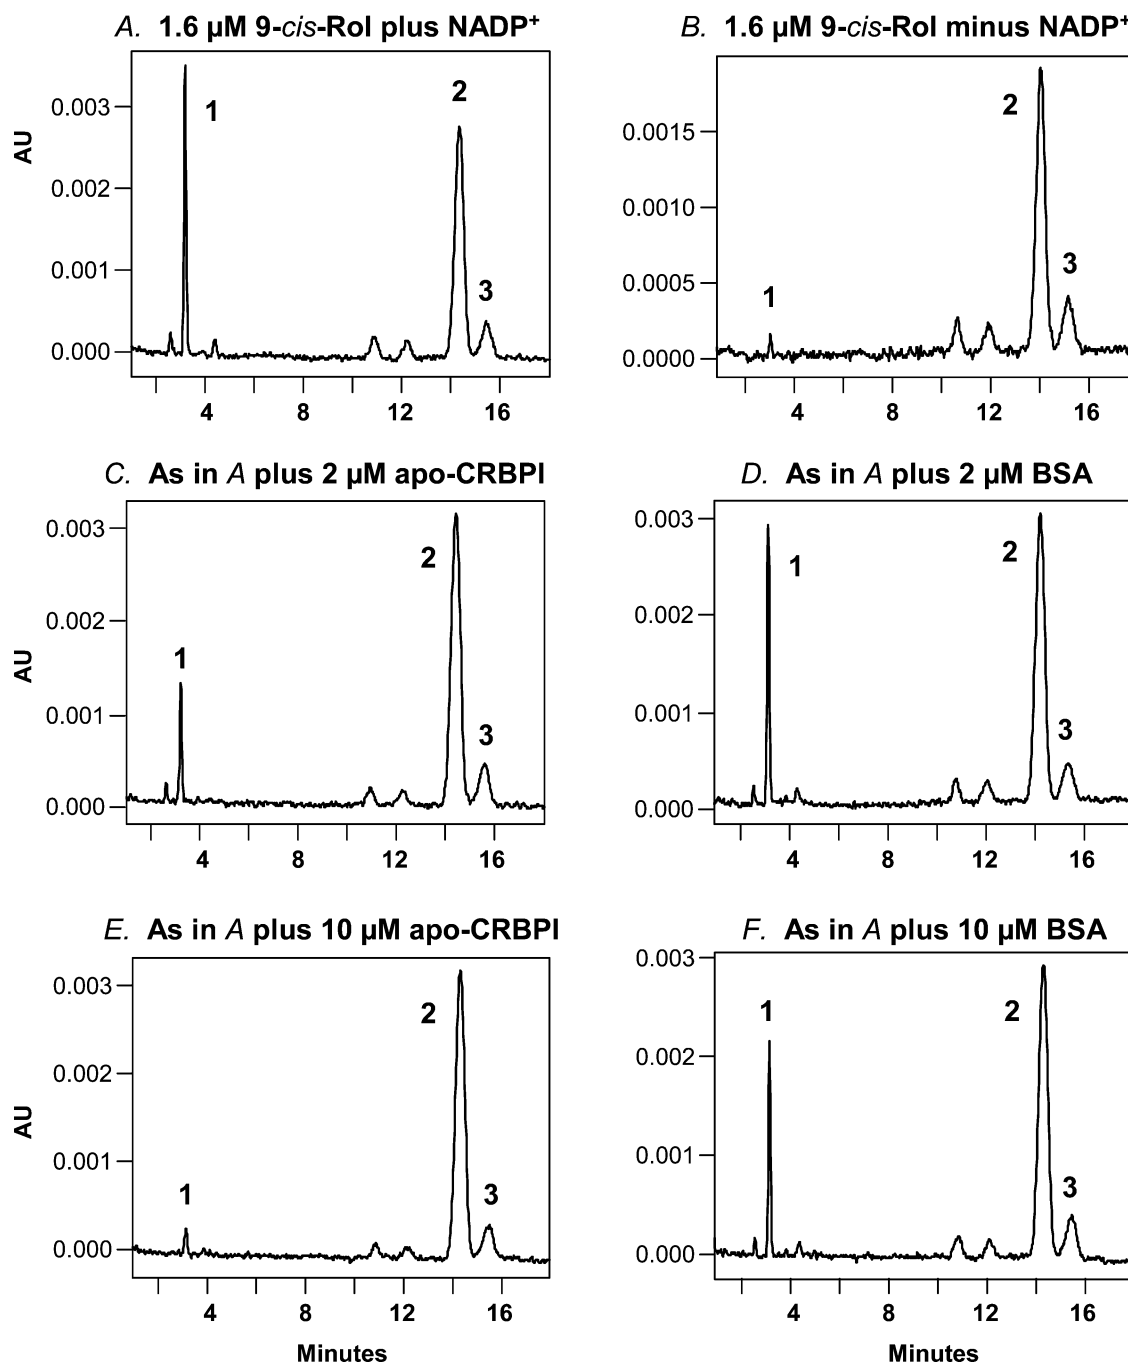 A. 1.6 µM 9-cis-Rol plus NADP+
AU
0.003
0.002
0.001
0.000
1
2
3
4 8 12 16
B. 1.6 µM 9-cis-Rol minus NADP+
0.0015
0.0010
0.0005
0.0000
1
2
3
4 8 12 16
C. As in A plus 2 µM apo-CRBPI
AU
0.003
0.002
0.001
0.000
1
2
3
4 8 12 16
D. As in A plus 2 µM BSA
0.003
0.002
0.001
0.000
1
2
3
4 8 12 16
E. As in A plus 10 µM apo-CRBPI
AU
0.003
0.002
0.001
0.000
1
2
3
4 8 12 16
Minutes
F. As in A plus 10 µM BSA
0.003
0.002
0.001
0.000
1
2
3
4 8 12 16
Minutes